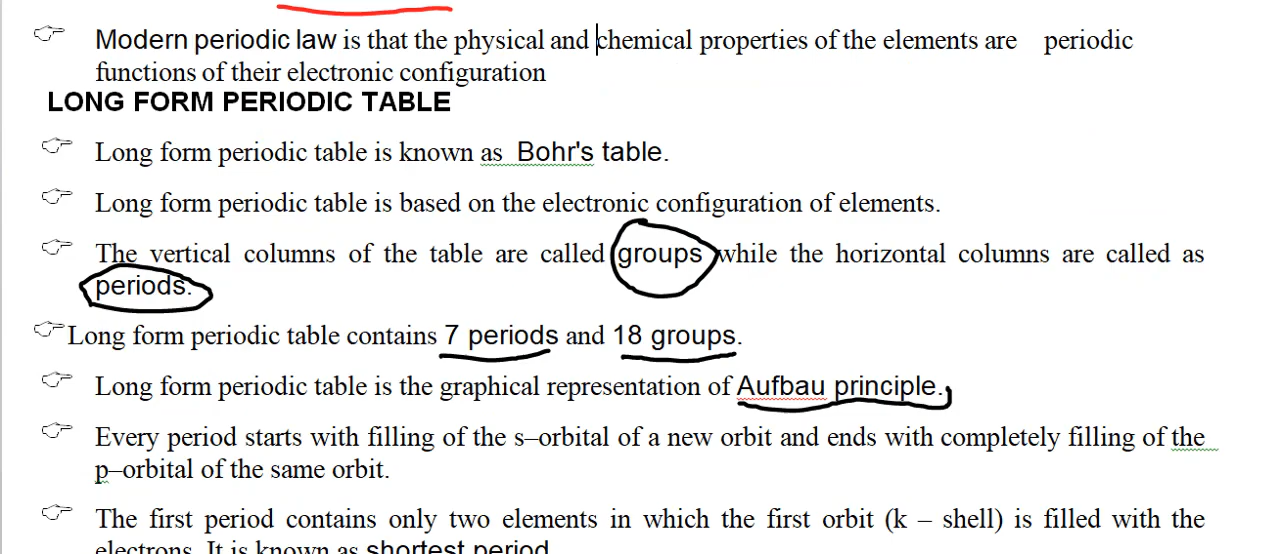 Modern periodic law is that the physical and chemical properties of the elements are periodic
functions of their electronic configuration
LONG FORM PERIODIC TABLE
Long form periodic table is known as Bohr's table.
Long form periodic table is based on the electronic configuration of elements.
The vertical columns of the table are called groups while the horizontal columns are called as
periods.
Long form periodic table contains 7 periods and 18 groups.
Long form periodic table is the graphical representation of Aufbau principle.
Every period starts with filling of the s–orbital of a new orbit and ends with completely filling of the
p–orbital of the same orbit.
The first period contains only two elements in which the first orbit (k – shell) is filled with the
electrons. It is known as shortest period